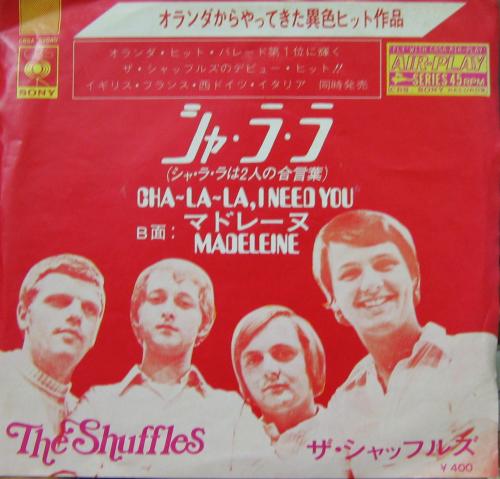 オランダからやってきた異色ヒット作品
SONY
オランダ・ヒット・パレード第1位に輝く
ザ・シャッフルズのデビュー・ヒット!!
イギリス・フランス・西ドイツ・イタリア 同時発売
FLY WITH CBSA AIR-PLAY!
AIR-PLAY
SERIES 45RPM
CBS・SONY RECORDS
シャ・ラ・ラ
(シャ・ラ・ラは2人の合言葉)
CHA~LA~LA, I NEED YOU
B面: マドレーヌ
MADELEINE
The Shuffles
ザ・シャッフルズ
¥400